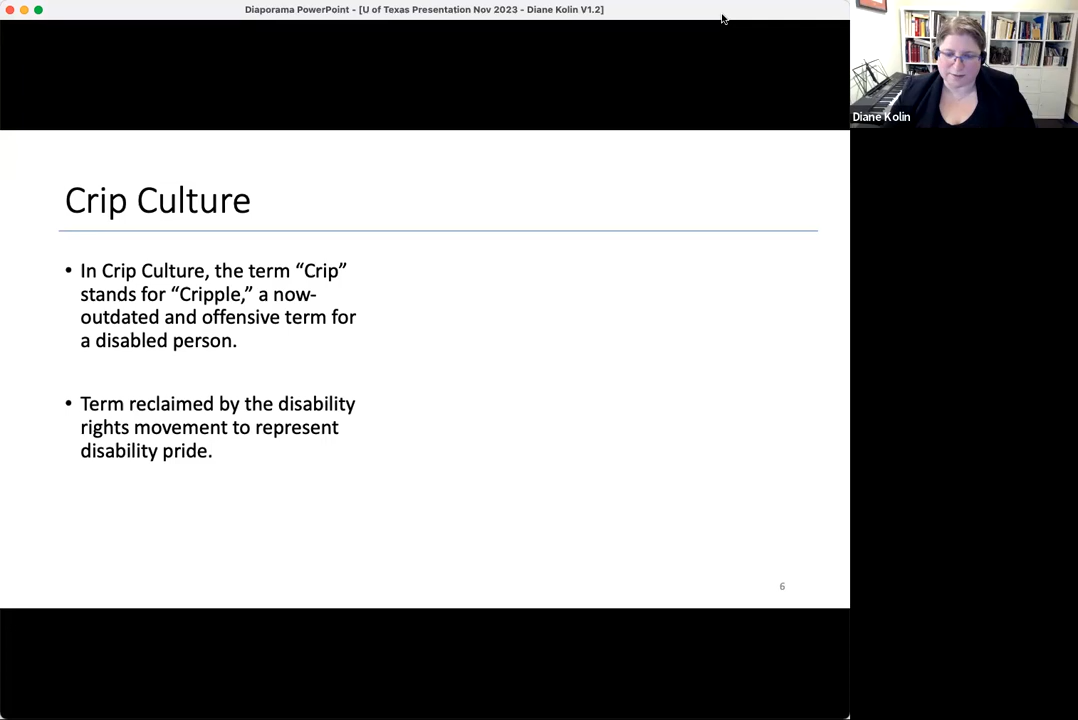 Diaporama PowerPoint - [U of Texas Presentation Nov 2023 - Diane Kolin V1.2]
Diane Kolin
Crip Culture
• In Crip Culture, the term “Crip”
stands for “Cripple,” a now-
outdated and offensive term for
a disabled person.
• Term reclaimed by the disability
rights movement to represent
disability pride.
6